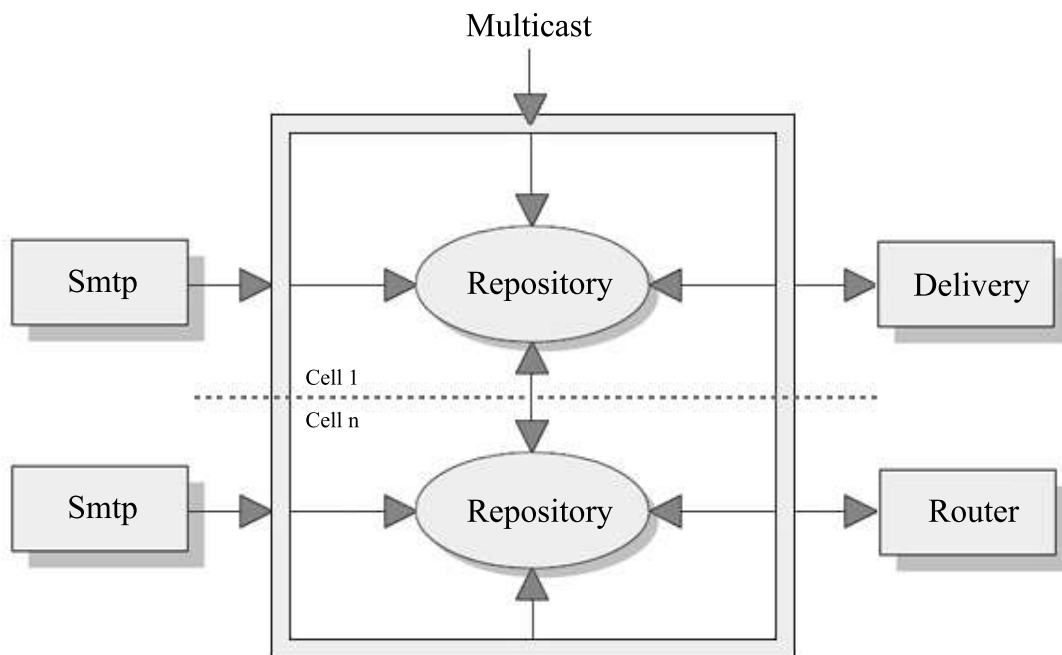 Multicast
Smtp
Repository
Delivery
Cell 1
Cell n
Smtp
Repository
Router